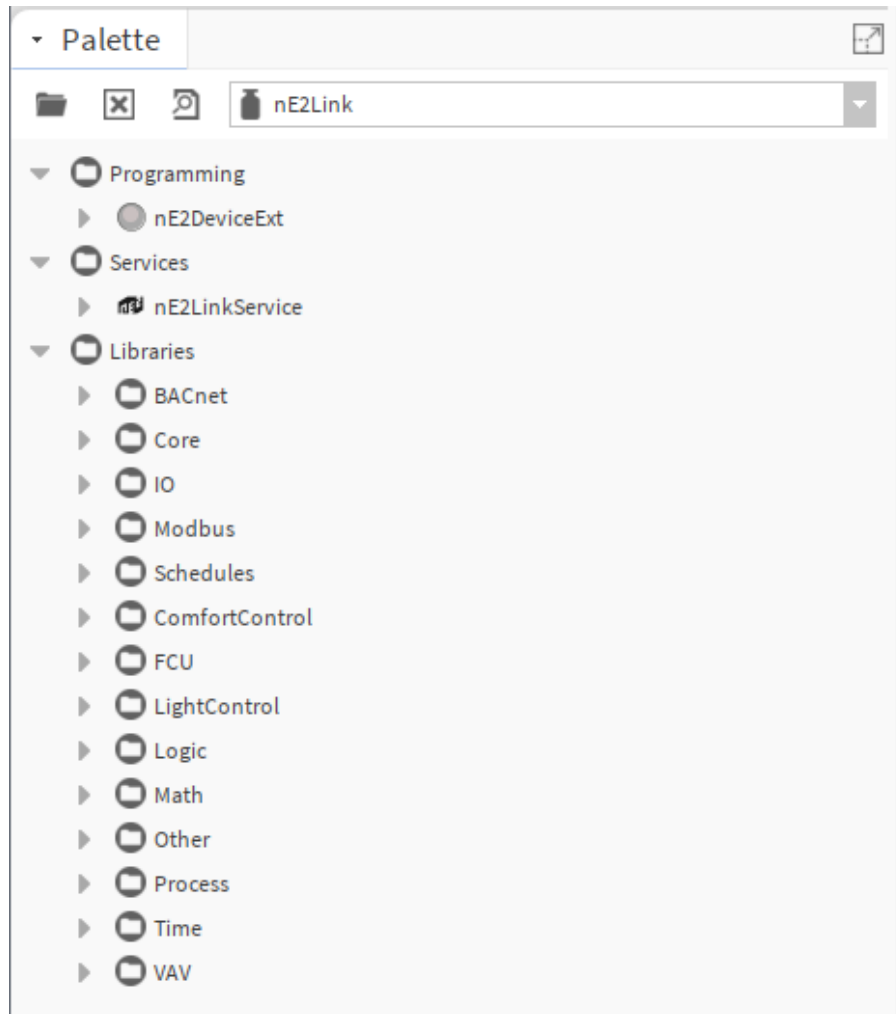 Palette
nE2Link
Programming
nE2DeviceExt
Services
nE2LinkService
Libraries
BACnet
Core
IO
Modbus
Schedules
ComfortControl
FCU
LightControl
Logic
Math
Other
Process
Time
VAV